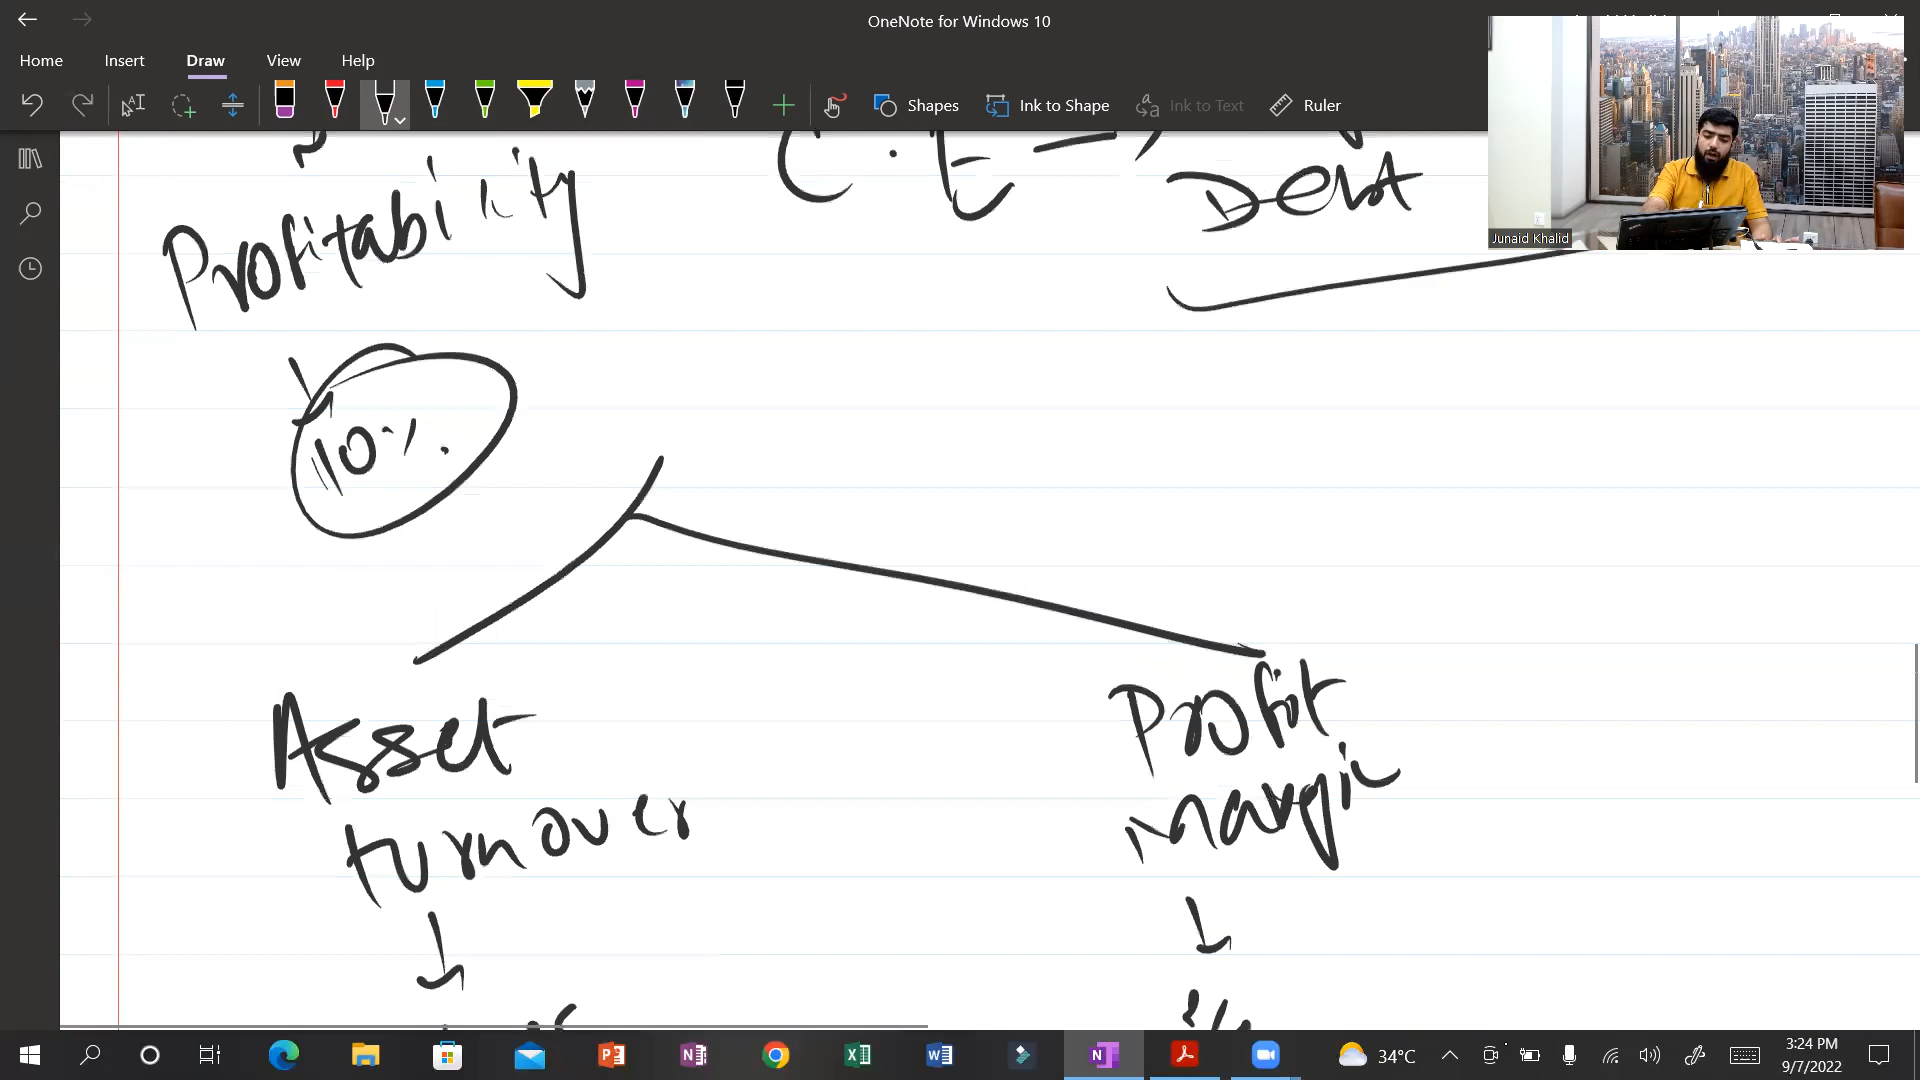 OneNote for Windows 10
Home Insert Draw View Help
Shapes Ink to Shape Ink to Text Ruler
Junaid Khalid
Profitability
Debt
10%.
Asset
turnover
Profit
margin
34°C
3:24 PM
9/7/2022